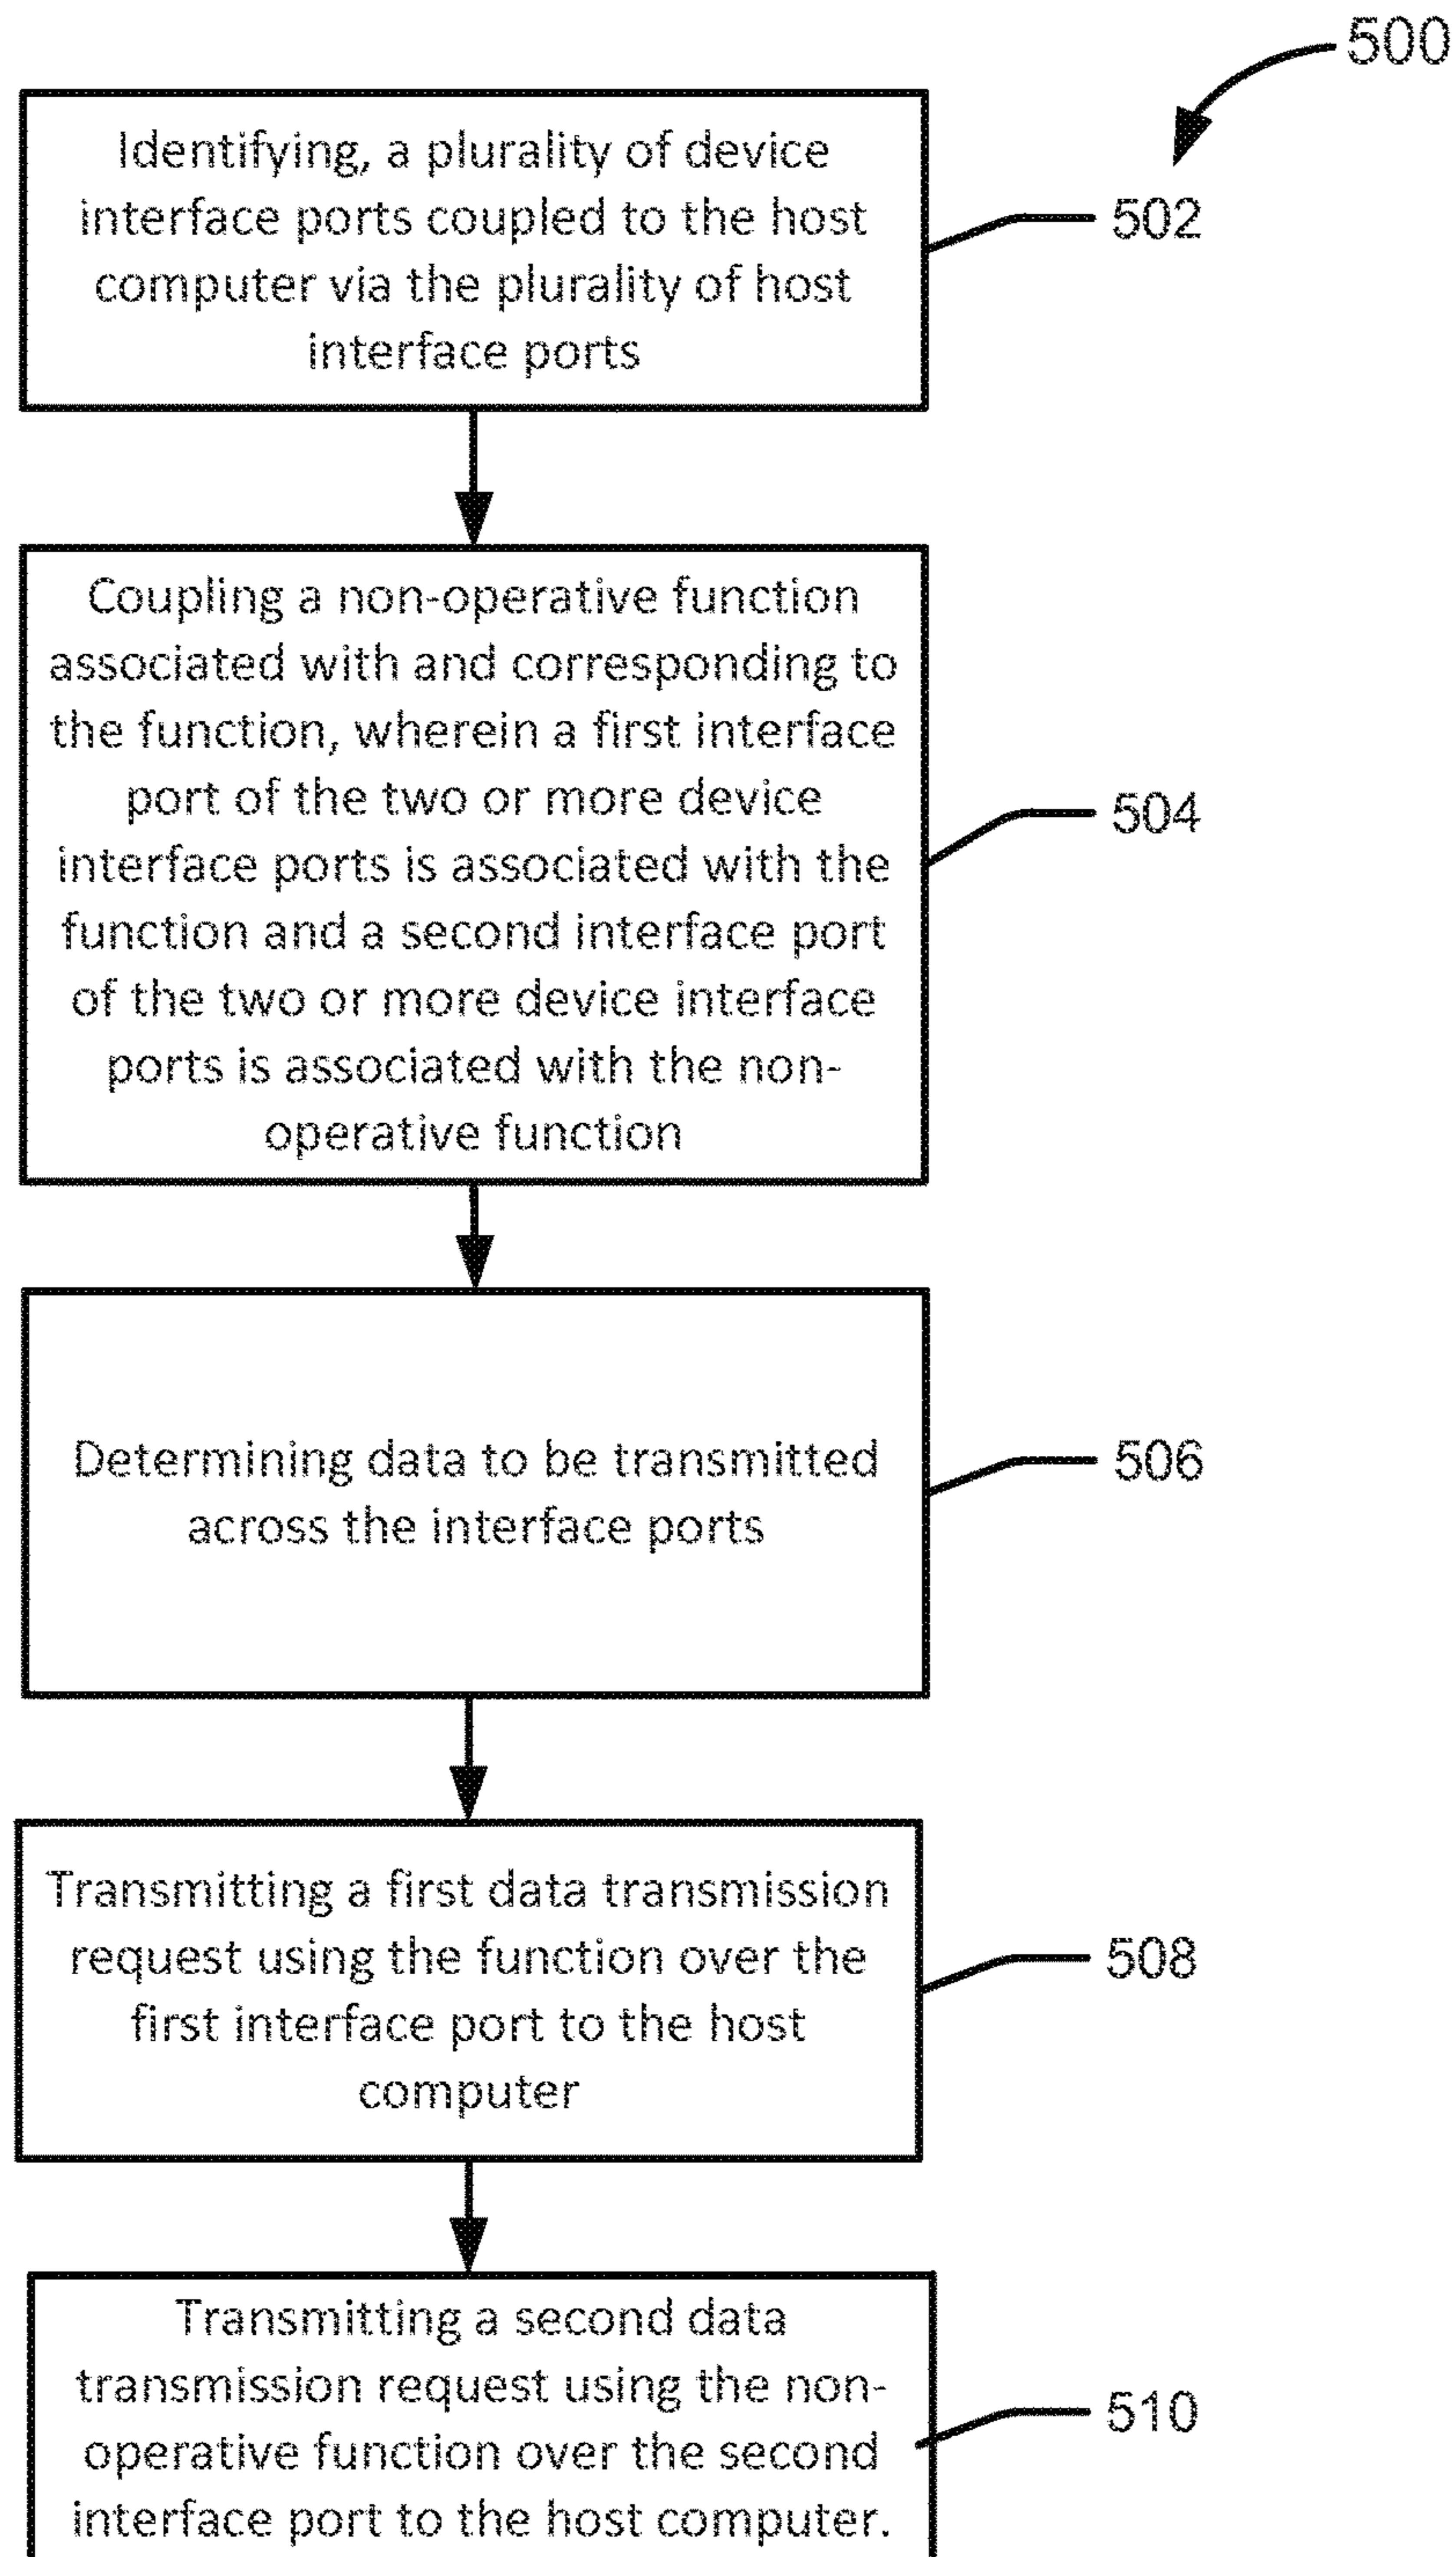 500
Identifying, a plurality of device
interface ports coupled to the host
computer via the plurality of host
interface ports
502
Coupling a non-operative function
associated with and corresponding to
the function, wherein a first interface
port of the two or more device
interface ports is associated with the
function and a second interface port
of the two or more device interface
ports is associated with the non-
operative function
504
Determining data to be transmitted
across the interface ports
506
Transmitting a first data transmission
request using the function over the
first interface port to the host
computer
508
Transmitting a second data
transmission request using the non-
operative function over the second
interface port to the host computer.
510